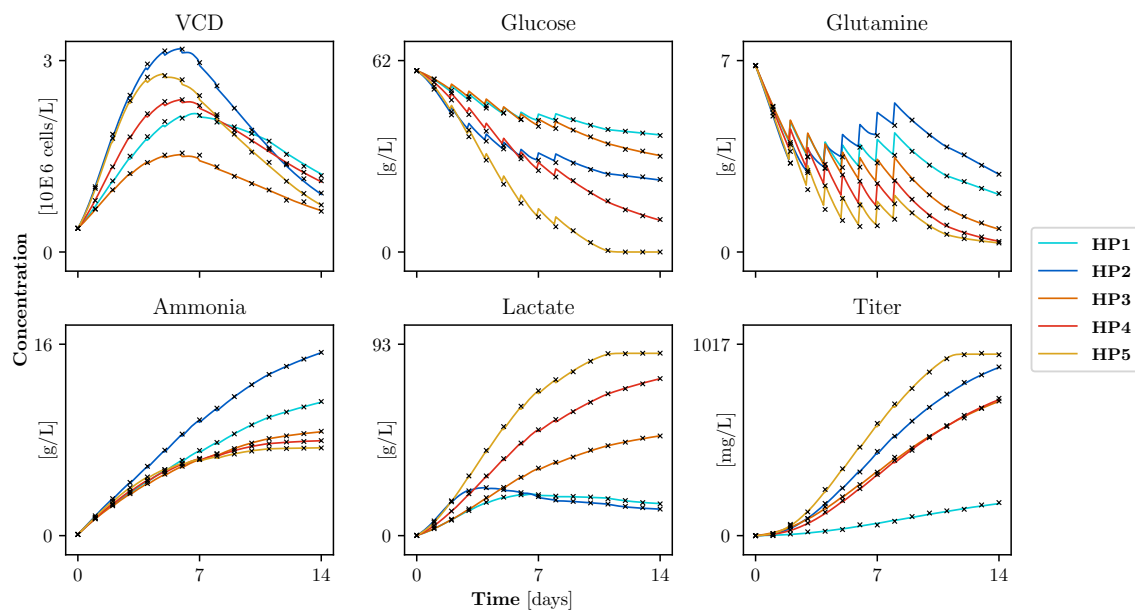 VCD
Glucose
Glutamine
3
0
[10 E 6 cells/L]
62
0
[g/L]
7
0
[g/L]
Concentration
Ammonia
Lactate
Titer
16
0
[g/L]
93
0
[g/L]
1017
0
[mg/L]
0 7 14
0 7 14
0 7 14
Time [days]
HP1
HP2
HP3
HP4
HP5